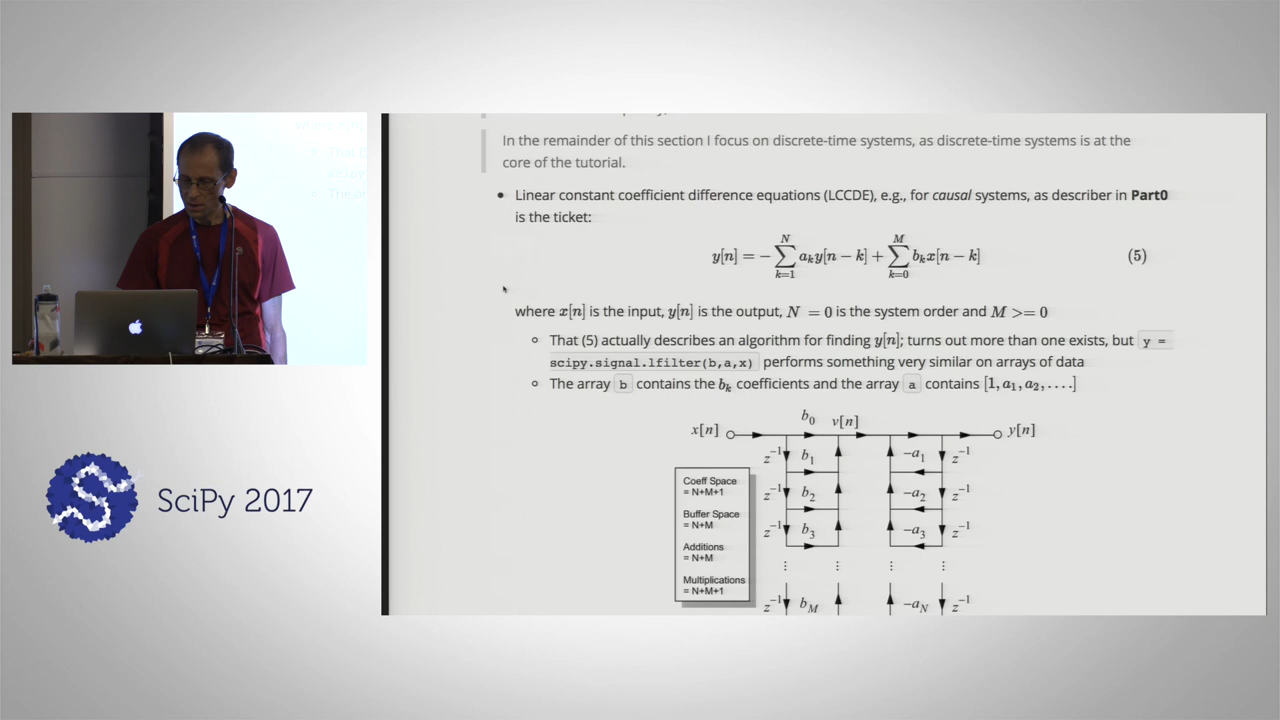 In the remainder of this section I focus on discrete-time systems, as discrete-time systems is at the
core of the tutorial.
• Linear constant coefficient difference equations (LCCDE), e.g., for causal systems, as describer in Part0
is the ticket:
y[n] = −∑_{k=1}^{N} a_k y[n − k] + ∑_{k=0}^{M} b_k x[n − k] (5)
where x[n] is the input, y[n] is the output, N = 0 is the system order and M >= 0
∘ That (5) actually describes an algorithm for finding y[n]; turns out more than one exists, but y =
scipy.signal.lfilter(b,a,x) performs something very similar on arrays of data
∘ The array b contains the b_k coefficients and the array a contains [1, a_1, a_2, . . . .]
x[n] b_0 v[n] y[n]
z^{-1} b_1 -a_1 z^{-1}
z^{-1} b_2 -a_2 z^{-1}
z^{-1} b_3 -a_3 z^{-1}
⋮ ⋮ ⋮ ⋮
z^{-1} b_M -a_N z^{-1}
Coeff Space
= N+M+1
Buffer Space
= N+M
Additions
= N+M
Multiplications
= N+M+1
SciPy 2017